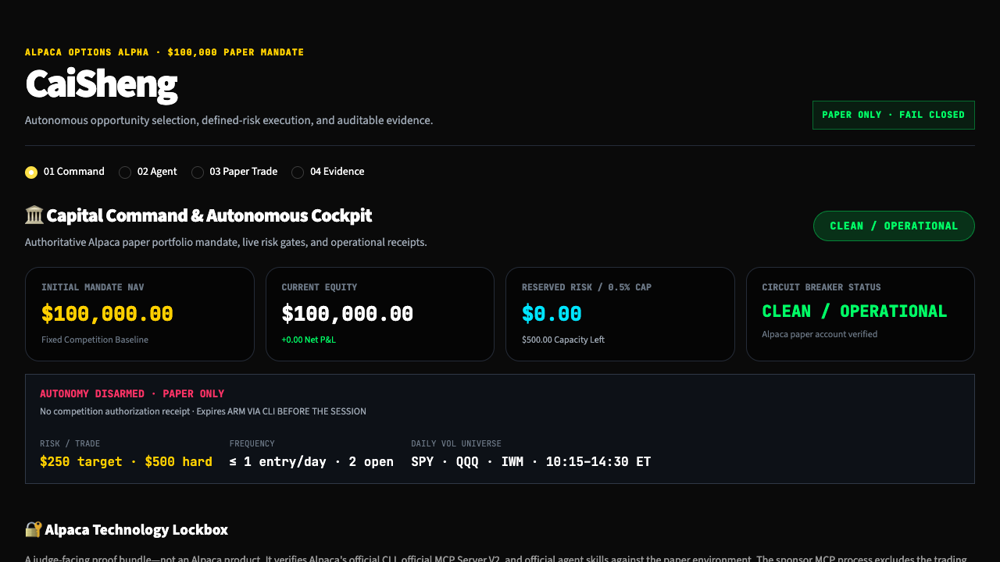 ALPACA OPTIONS ALPHA · $100,000 PAPER MANDATE
CaiSheng
Autonomous opportunity selection, defined-risk execution, and auditable evidence.
PAPER ONLY · FAIL CLOSED
01 Command
02 Agent
03 Paper Trade
04 Evidence
Capital Command & Autonomous Cockpit
CLEAN / OPERATIONAL
Authoritative Alpaca paper portfolio mandate, live risk gates, and operational receipts.
INITIAL MANDATE NAV
$100,000.00
Fixed Competition Baseline
CURRENT EQUITY
$100,000.00
+0.00 Net P&L
RESERVED RISK / 0.5% CAP
$0.00
$500.00 Capacity Left
CIRCUIT BREAKER STATUS
CLEAN / OPERATIONAL
Alpaca paper account verified
AUTONOMY DISARMED · PAPER ONLY
No competition authorization receipt · Expires ARM VIA CLI BEFORE THE SESSION
RISK / TRADE
$250 target · $500 hard
FREQUENCY
≤ 1 entry/day · 2 open
DAILY VOL UNIVERSE
SPY · QQQ · IWM · 10:15–14:30 ET
Alpaca Technology Lockbox
A judge-facing proof bundle—not an Alpaca product. It verifies Alpaca's official CLI, official MCP Server V2, and official agent skills against the paper environment. The sponsor MCP process excludes the trading